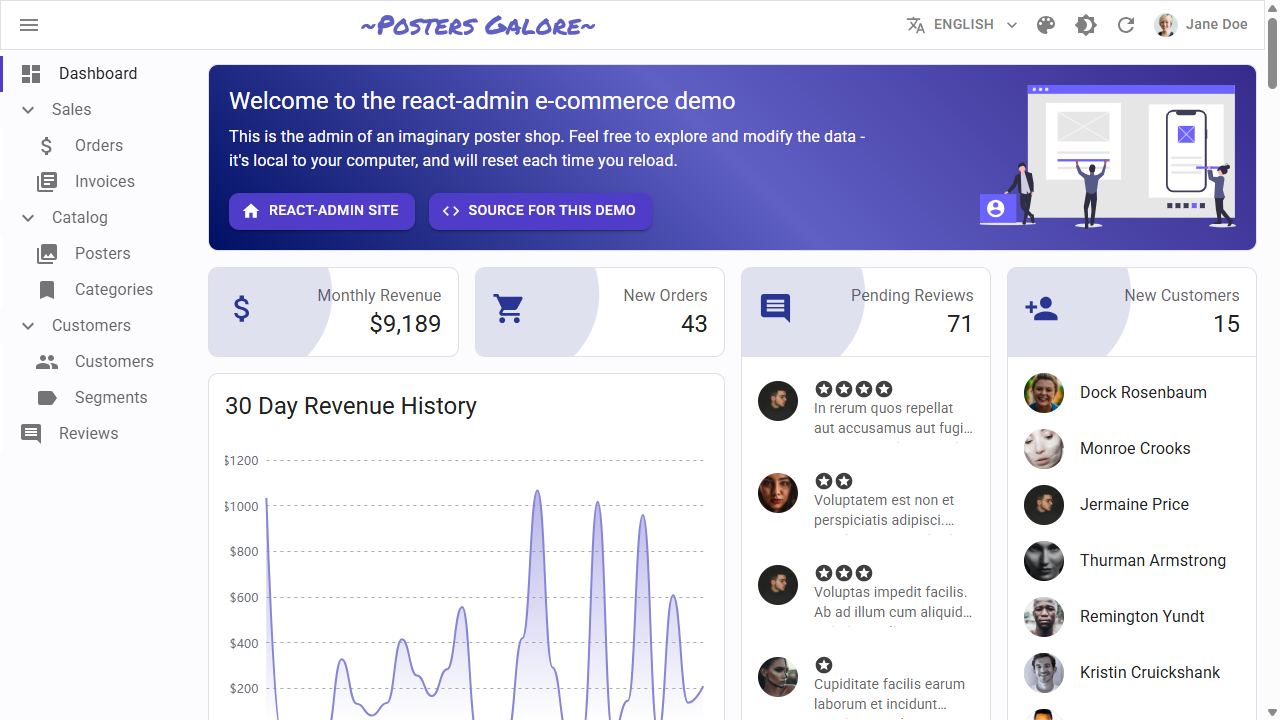 ~Posters Galore~
ENGLISH
Jane Doe
Dashboard
Sales
Orders
Invoices
Catalog
Posters
Categories
Customers
Customers
Segments
Reviews
Welcome to the react-admin e-commerce demo
This is the admin of an imaginary poster shop. Feel free to explore and modify the data -
it's local to your computer, and will reset each time you reload.
REACT-ADMIN SITE
SOURCE FOR THIS DEMO
Monthly Revenue
$9,189
New Orders
43
Pending Reviews
71
New Customers
15
30 Day Revenue History
$1200
$1000
$800
$600
$400
$200
In rerum quos repellat
aut accusamus aut fugi...
Voluptatem est non et
perspiciatis adipisci....
Voluptas impedit facilis.
Ab ad illum cum aliquid...
Cupiditate facilis earum
laborum et incidunt...
Dock Rosenbaum
Monroe Crooks
Jermaine Price
Thurman Armstrong
Remington Yundt
Kristin Cruickshank